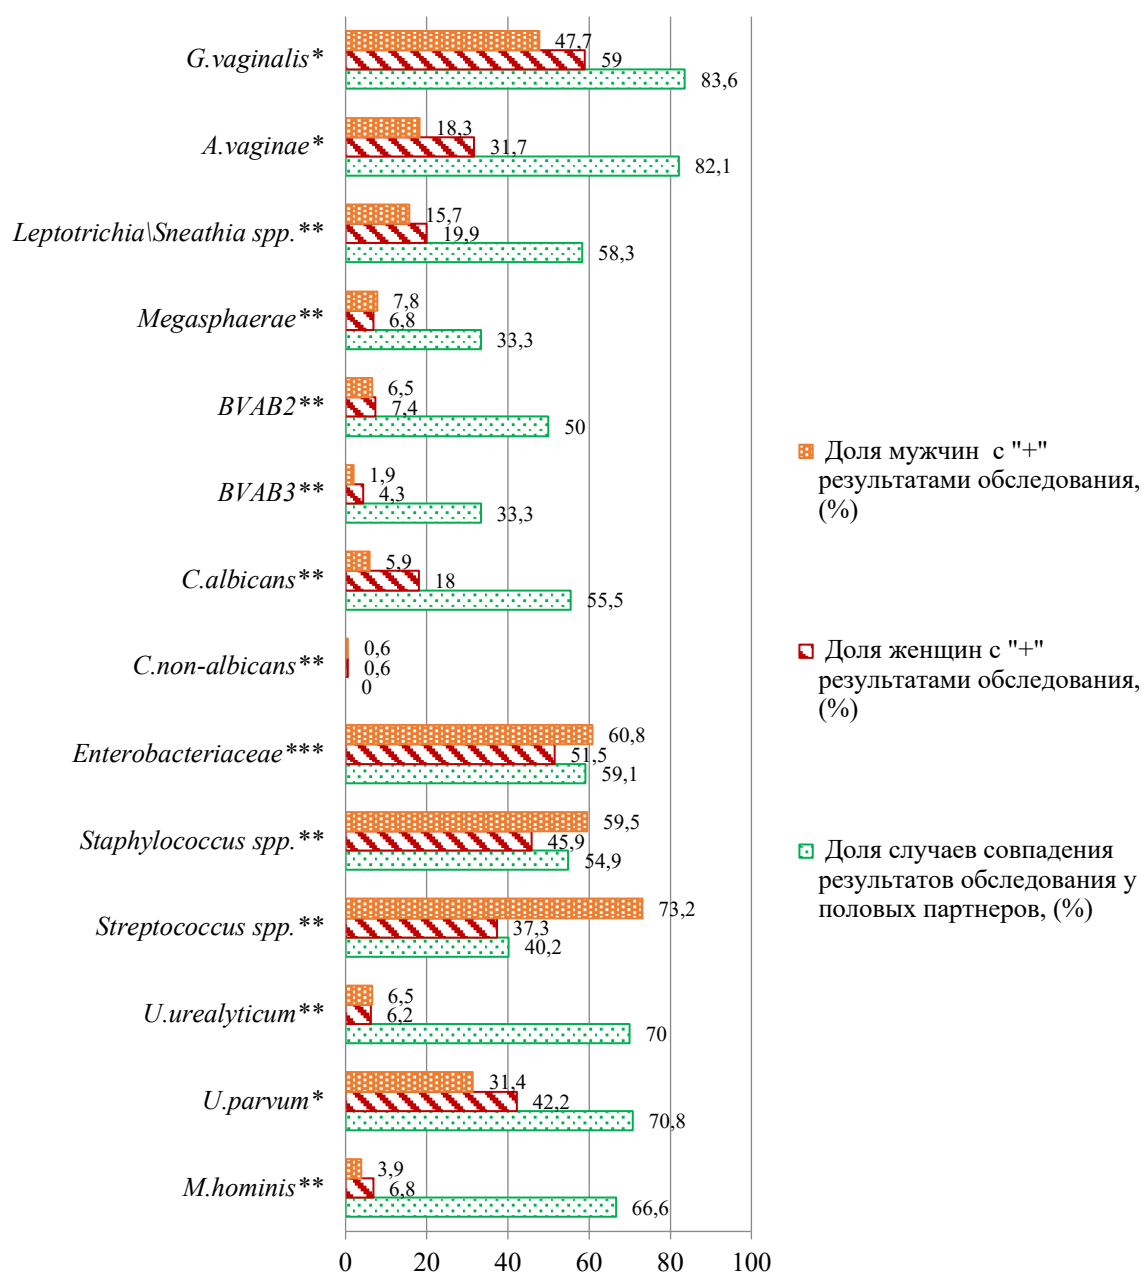 G.vaginalis*
47,7
59
83,6
A.vaginae*
18,3
31,7
82,1
Leptotrichia\Sneathia spp.**
15,7
19,9
58,3
Megasphaerae**
7,8
6,8
33,3
BVAB2**
6,5
7,4
50
BVAB3**
1,9
4,3
33,3
C.albicans**
5,9
18
55,5
C.non-albicans**
0,6
0,6
0
Enterobacteriaceae***
60,8
51,5
59,1
Staphylococcus spp.**
59,5
45,9
54,9
Streptococcus spp.**
73,2
37,3
40,2
U.urealyticum**
6,5
6,2
70
U.parvum*
31,4
42,2
70,8
M.hominis**
3,9
6,8
66,6
0 20 40 60 80 100
Доля мужчин с "+"
результатами обследования,
(%)
Доля женщин с "+"
результатами обследования,
(%)
Доля случаев совпадения
результатов обследования у
половых партнеров, (%)